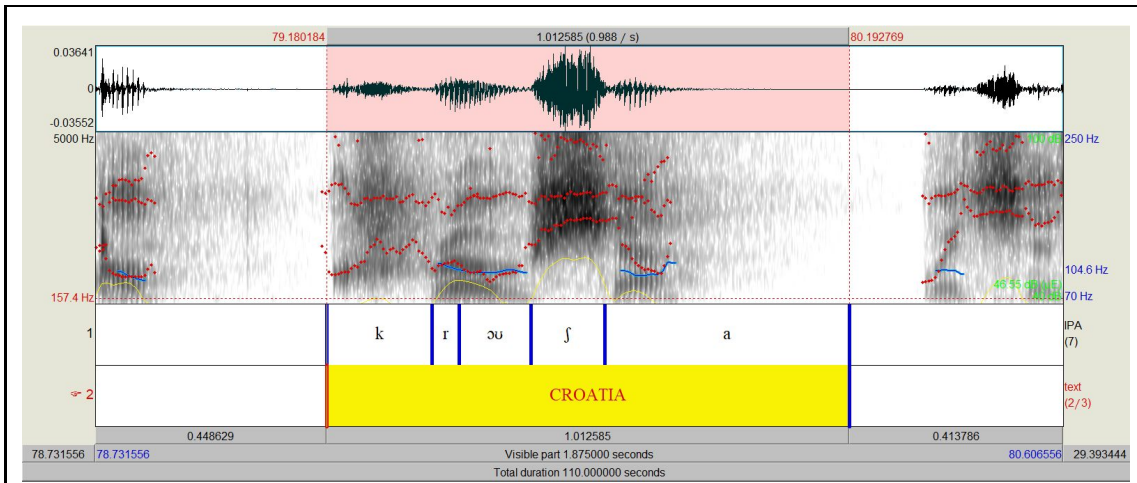 79.180184 1.012585 (0.988 / s) 80.192769
0.03641
0
-0.03552
5000 Hz 250 Hz
104.6 Hz
157.4 Hz 70 Hz
1 k r ɔʊ ʃ a IPA
(7)
☞ 2 CROATIA text
(2/3)
0.448629 1.012585 0.413786
78.731556 78.731556 Visible part 1.875000 seconds 80.606556 29.393444
Total duration 110.000000 seconds